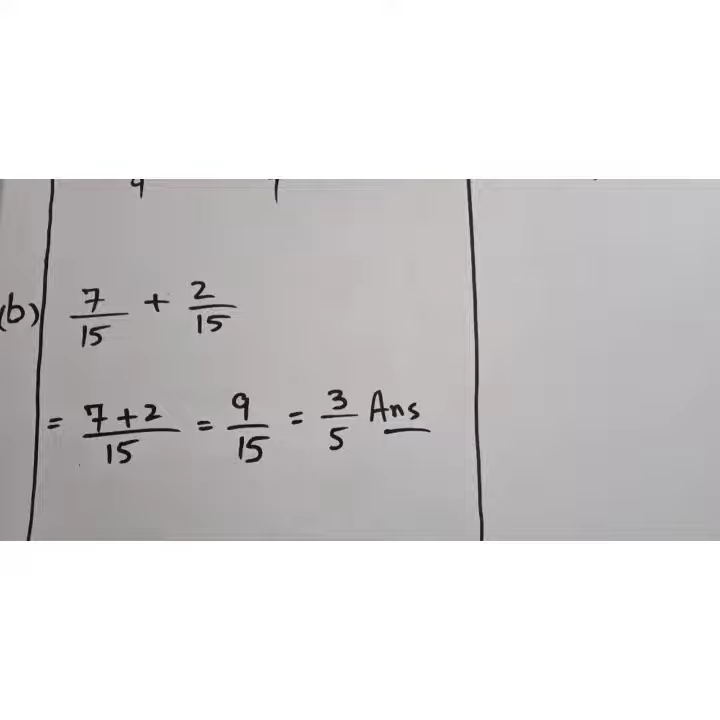 (b) 7/15 + 2/15
= 7+2/15 = 9/15 = 3/5 Ans